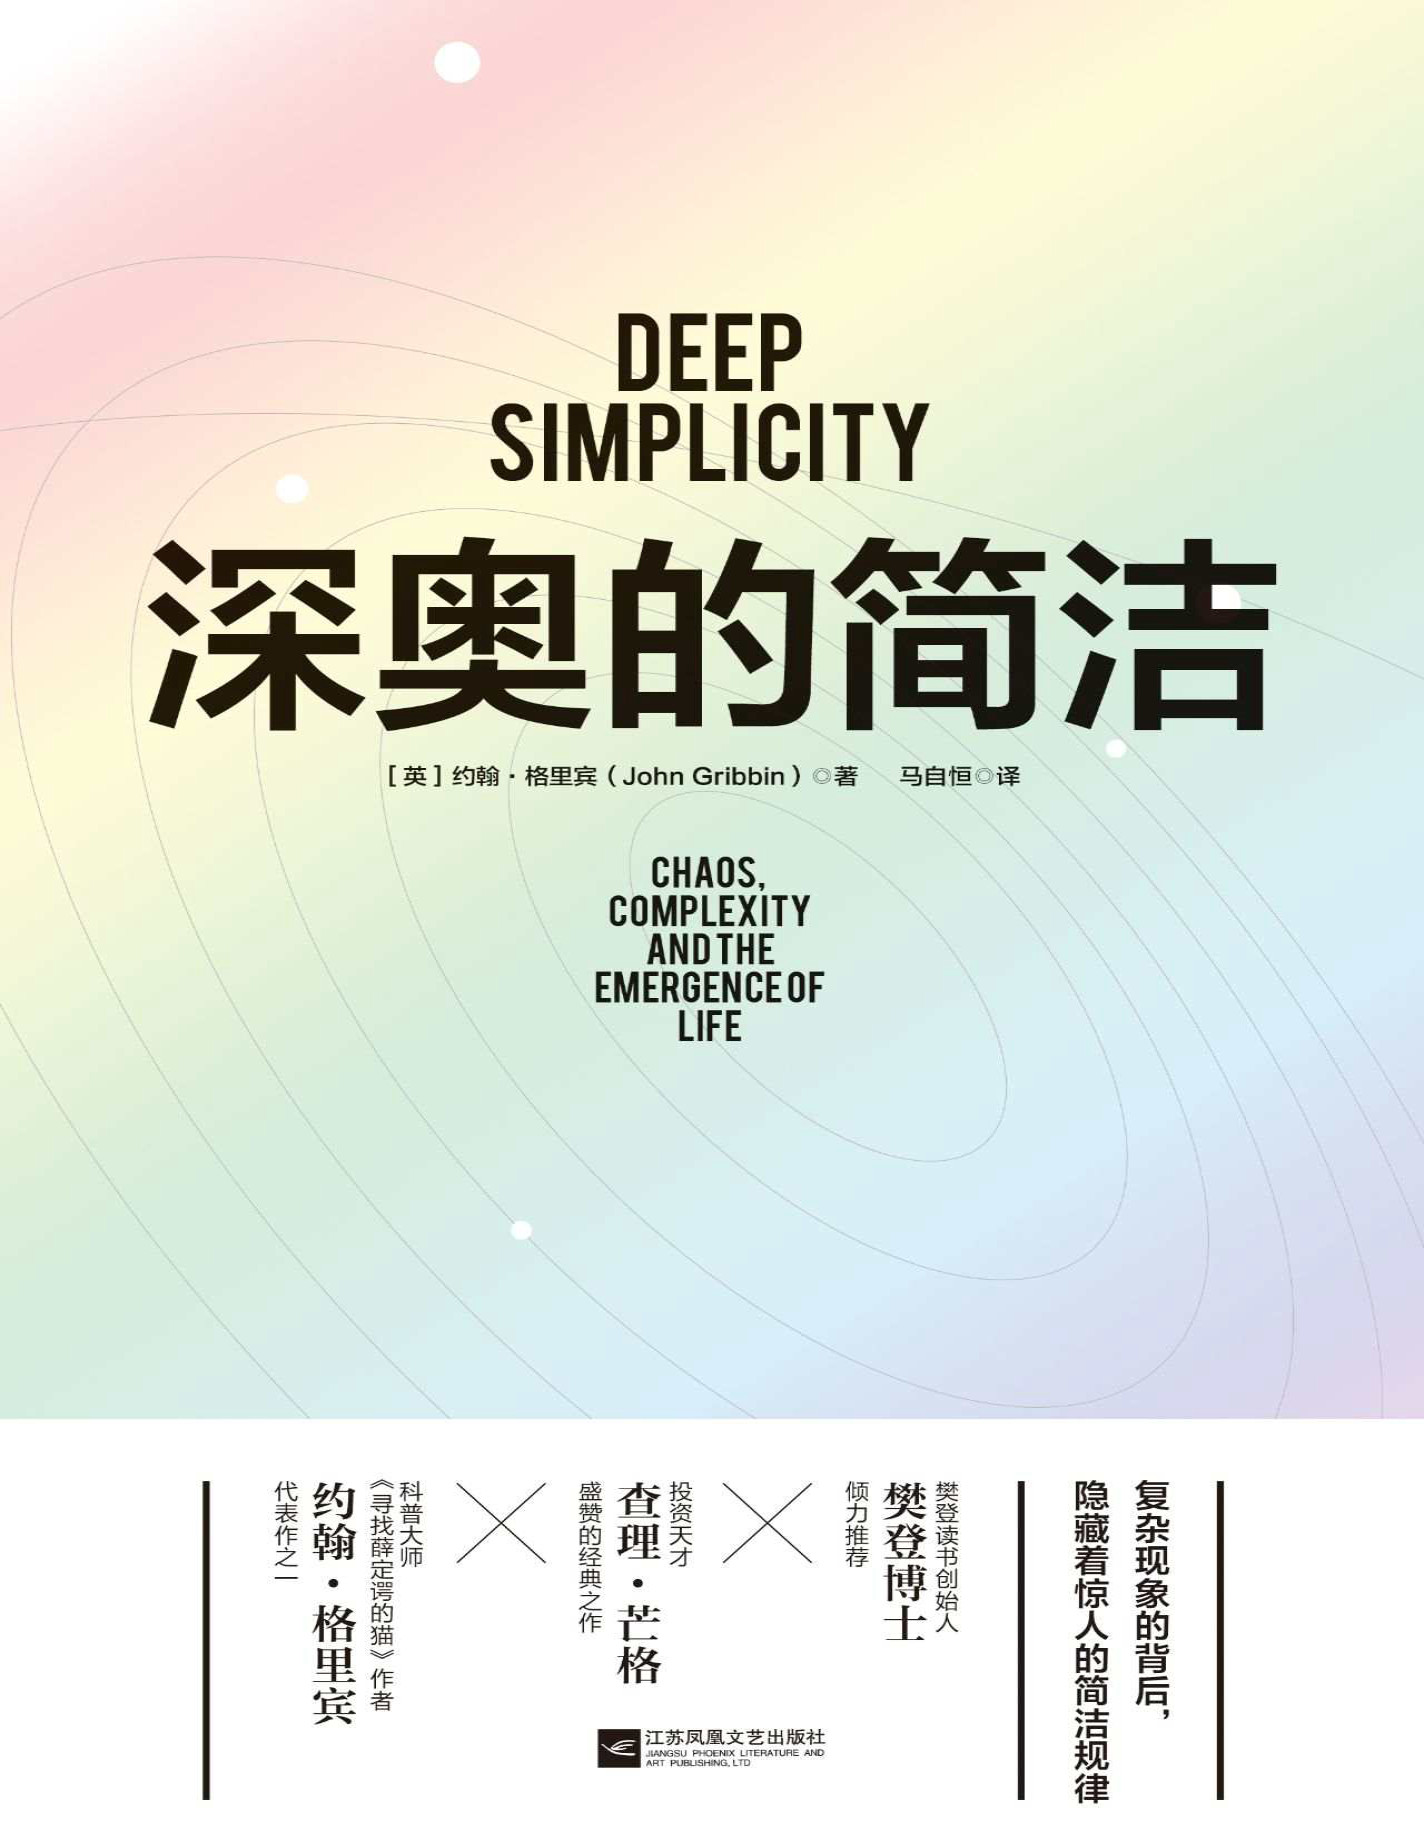 DEEP
SIMPLICITY
深奥的简洁
［英］约翰·格里宾（John Gribbin）◎著 马自恒◎译
CHAOS,
COMPLEXITY
AND THE
EMERGENCE OF
LIFE
复杂现象的背后，
隐藏着惊人的简洁规律
樊登读书创始人
樊登博士
倾力推荐
投资天才
查理·芒格
盛赞的经典之作
科普大师
《寻找薛定谔的猫》作者
约翰·格里宾
代表作之一
江苏凤凰文艺出版社
JIANGSU PHOENIX LITERATURE AND
ART PUBLISHING, LTD